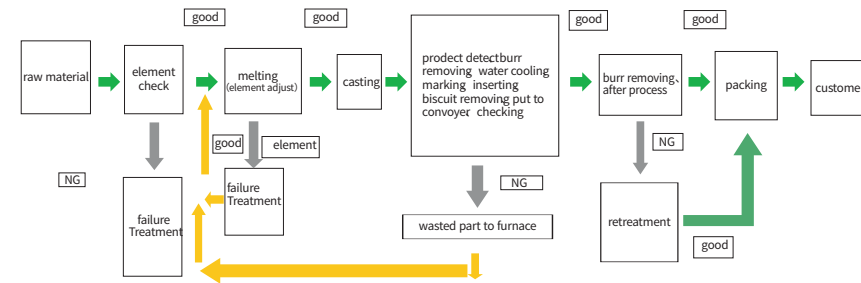 good
good
good
good
raw material
element
check
melting
(element adjust)
casting
product detectburr
removing water cooling
marking inserting
biscuit removing put to
convoyer checking
burr removing、
after process
packing
custome
good
element
NG
NG
NG
failure
Treatment
failure
Treatment
wasted part to furnace
retreatment
good